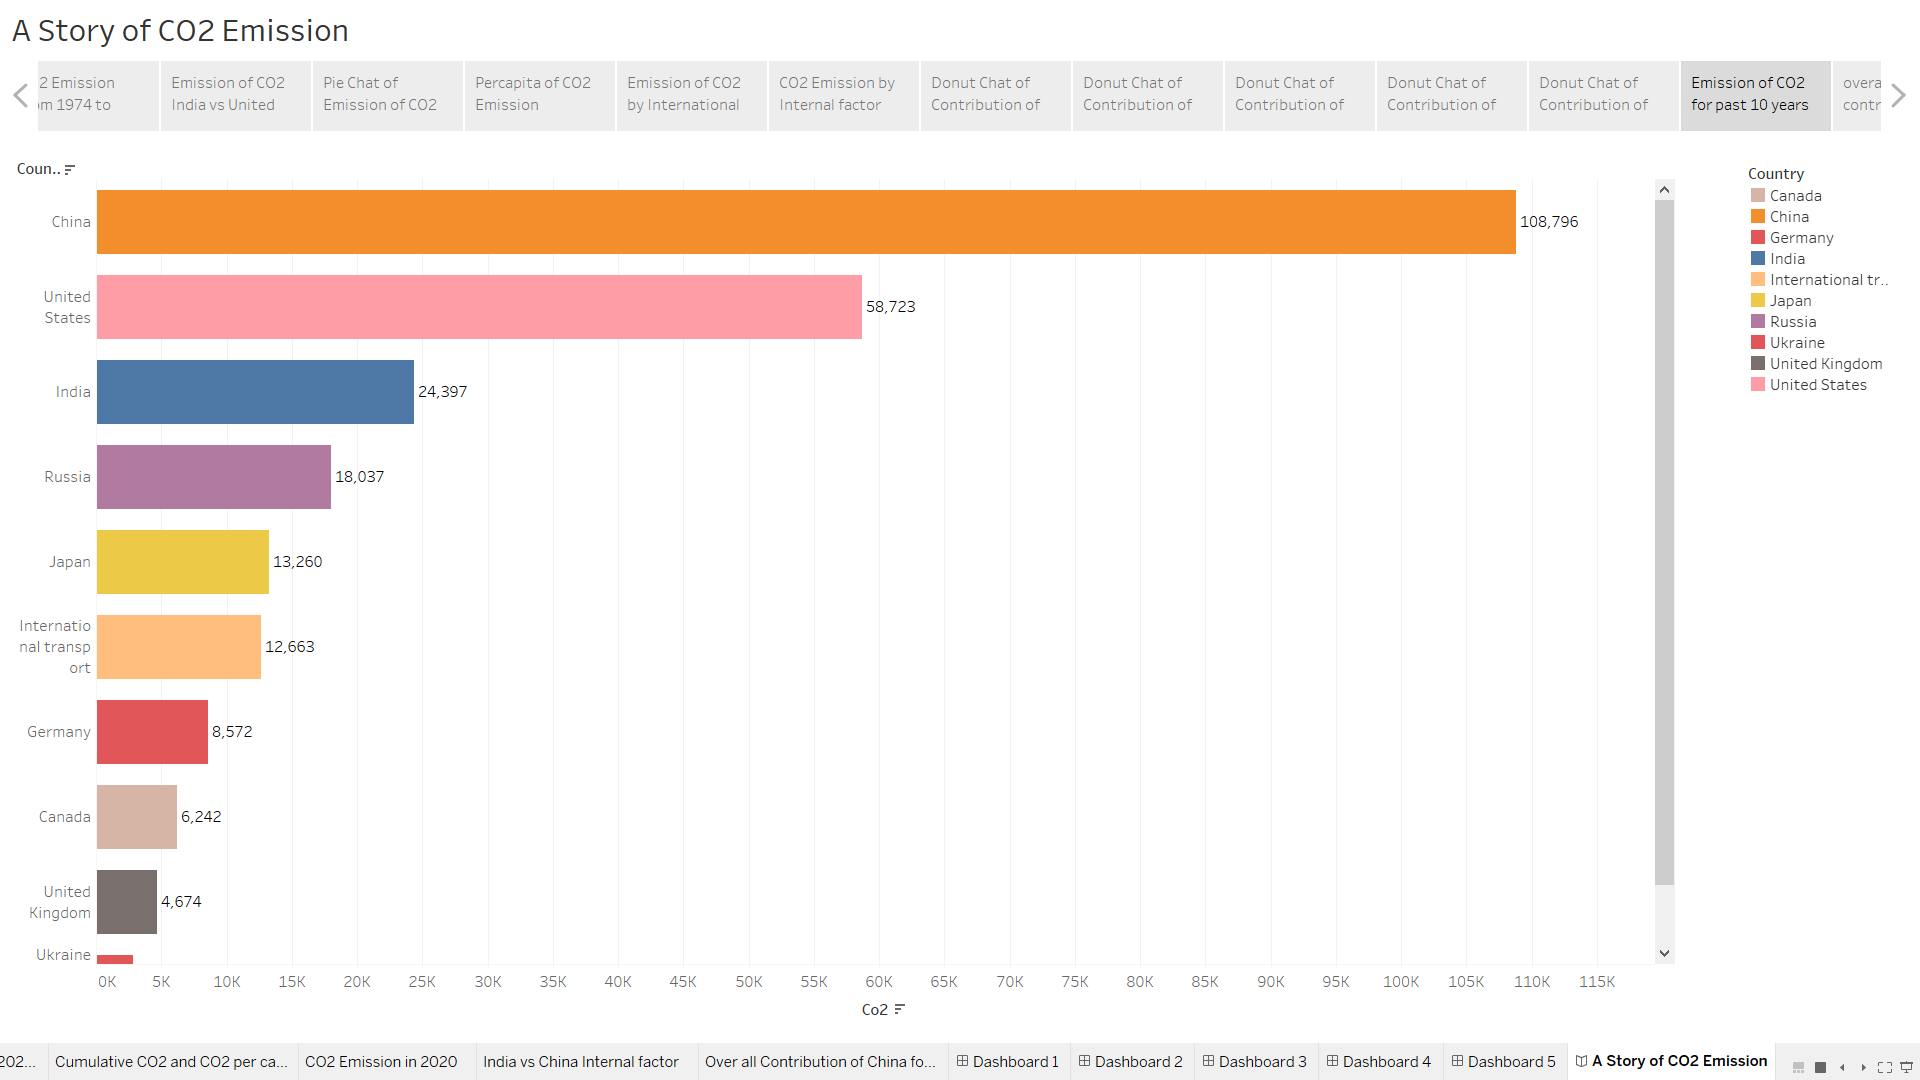 A Story of CO2 Emission
2 Emission
m 1974 to
Emission of CO2
India vs United
Pie Chat of
Emission of CO2
Percapita of CO2
Emission
Emission of CO2
by International
CO2 Emission by
Internal factor
Donut Chat of
Contribution of
Donut Chat of
Contribution of
Donut Chat of
Contribution of
Donut Chat of
Contribution of
Donut Chat of
Contribution of
Emission of CO2
for past 10 years
overa
contr
Coun..
China
108,796
United
States
58,723
India
24,397
Russia
18,037
Japan
13,260
Internatio
nal transp
ort
12,663
Germany
8,572
Canada
6,242
United
Kingdom
4,674
Ukraine
0K 5K 10K 15K 20K 25K 30K 35K 40K 45K 50K 55K 60K 65K 70K 75K 80K 85K 90K 95K 100K 105K 110K 115K
Co2
Country
Canada
China
Germany
India
International tr..
Japan
Russia
Ukraine
United Kingdom
United States
202... Cumulative CO2 and CO2 per ca... CO2 Emission in 2020 India vs China Internal factor Over all Contribution of China fo... Dashboard 1 Dashboard 2 Dashboard 3 Dashboard 4 Dashboard 5 A Story of CO2 Emission